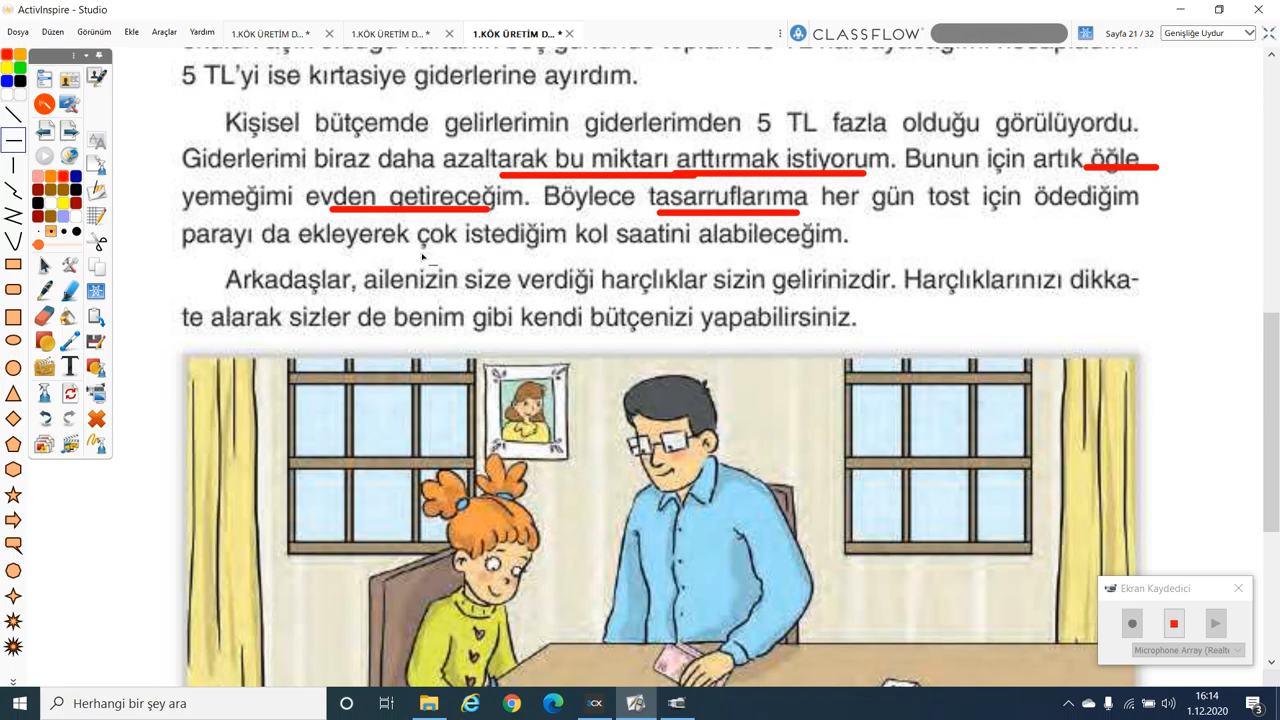 ActivInspire - Studio
Dosya Düzen Görünüm Ekle Araçlar Yardım
1.KÖK ÜRETİM D... *
1.KÖK ÜRETİM D... *
1.KÖK ÜRETİM D... *
CLASSFLOW
Sayfa 21 / 32
Genişliğe Uydur
5 TL’yi ise kırtasiye giderlerine ayırdım.
Kişisel bütçemde gelirlerimin giderlerimden 5 TL fazla olduğu görülüyordu.
Giderlerimi biraz daha azaltarak bu miktarı arttırmak istiyorum. Bunun için artık öğle
yemeğimi evden getireceğim. Böylece tasarruflarıma her gün tost için ödediğim
parayı da ekleyerek çok istediğim kol saatini alabileceğim.
Arkadaşlar, ailenizin size verdiği harçlıklar sizin gelirinizdir. Harçlıklarınızı dikka-
te alarak sizler de benim gibi kendi bütçenizi yapabilirsiniz.
Ekran Kaydedici
Microphone Array (Realt
Herhangi bir şey ara
16:14
1.12.2020
3